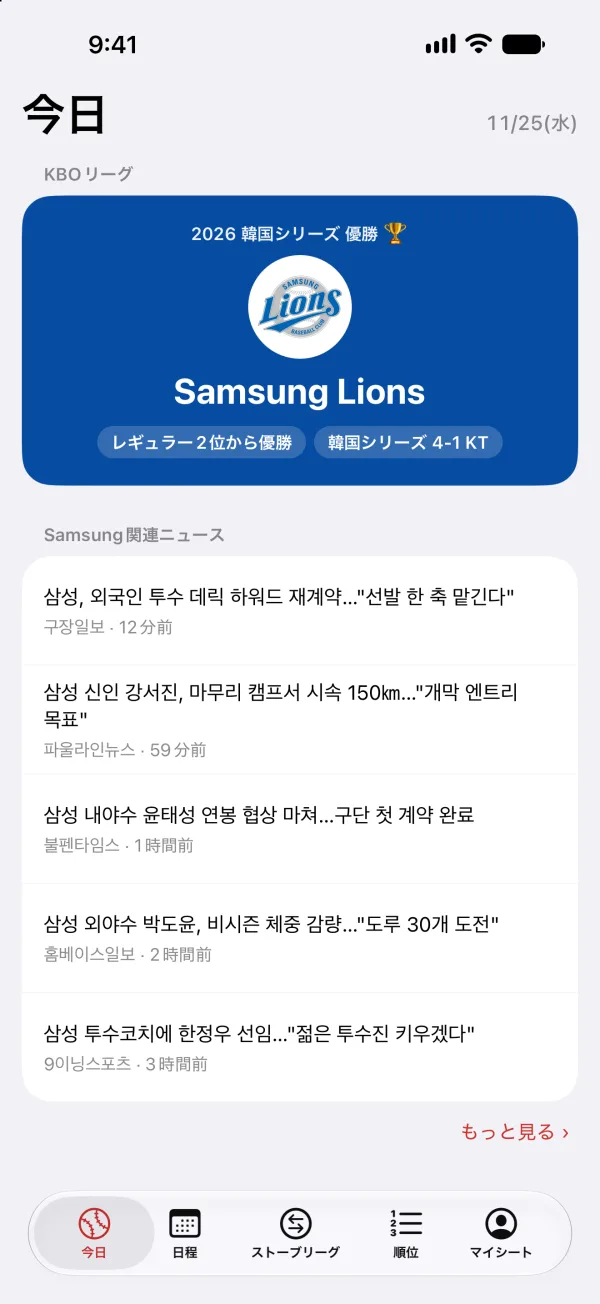 9:41
今日
11/25(水)
KBOリーグ
2026 韓国シリーズ 優勝 🏆
SAMSUNG
Lions
BASEBALL CLUB
Samsung Lions
レギュラー2位から優勝
韓国シリーズ 4-1 KT
Samsung関連ニュース
삼성, 외국인 투수 데릭 하워드 재계약..."선발 한 축 맡긴다"
구장일보 · 12分前
삼성 신인 강서진, 마무리 캠프서 시속 150㎞..."개막 엔트리
목표"
파울라인뉴스 · 59分前
삼성 내야수 윤태성 연봉 협상 마쳐...구단 첫 계약 완료
불펜타임스 · 1時間前
삼성 외야수 박도윤, 비시즌 체중 감량..."도루 30개 도전"
홈베이스일보 · 2時間前
삼성 투수코치에 한정우 선임..."젊은 투수진 키우겠다"
9이닝스포츠 · 3時間前
もっと見る ›
今日
日程
ストーブリーグ
1
2
3
順位
マイシート